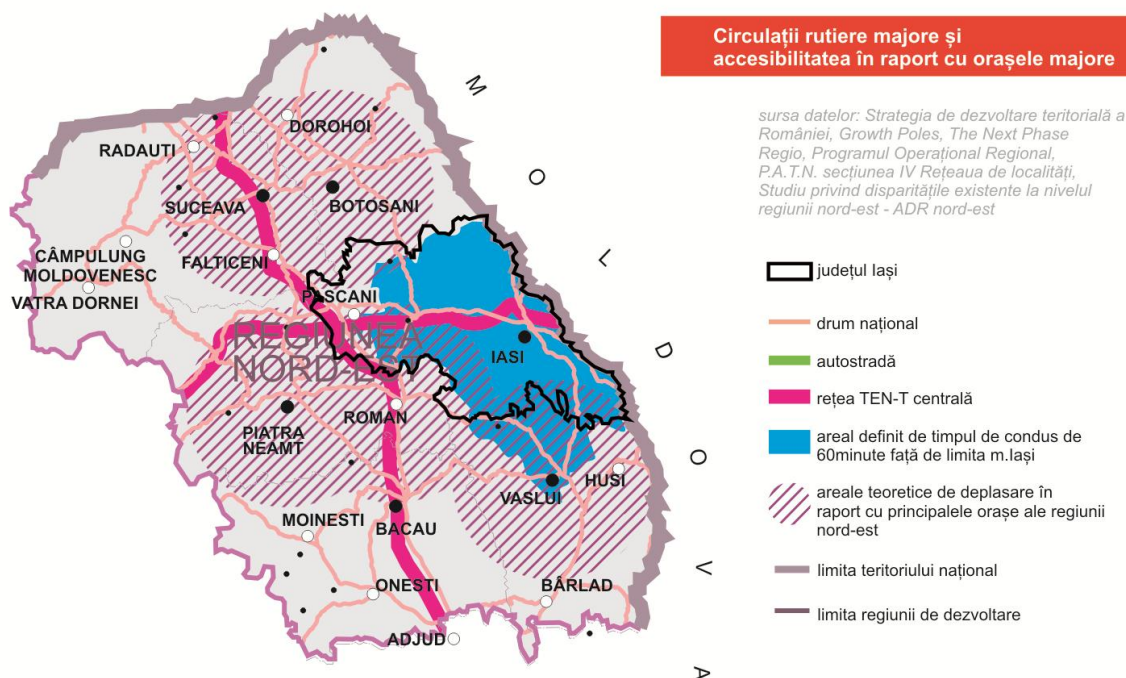 Circulații rutiere majore și
accesibilitatea în raport cu orașele majore
sursa datelor: Strategia de dezvoltare teritorială a
României, Growth Poles, The Next Phase
Regio, Programul Operațional Regional,
P.A.T.N. secțiunea IV Rețeaua de localități,
Studiu privind disparitățile existente la nivelul
regiunii nord-est - ADR nord-est
județul Iași
drum național
autostradă
rețea TEN-T centrală
areal definit de timpul de condus de
60minute față de limita m.Iași
areale teoretice de deplasare în
raport cu principalele orașe ale regiunii
nord-est
limita teritoriului național
limita regiunii de dezvoltare
M
O
L
D
O
V
A
DOROHOI
RADAUTI
SUCEAVA
BOTOSANI
CÂMPULUNG
MOLDOVENESC
FALTICENI
VATRA DORNEI
PASCANI
REGIUNEA
NORD-EST
IASI
ROMAN
PIATRA
NEAMT
HUSI
VASLUI
MOINESTI
BACAU
ONESTI
BÂRLAD
ADJUD